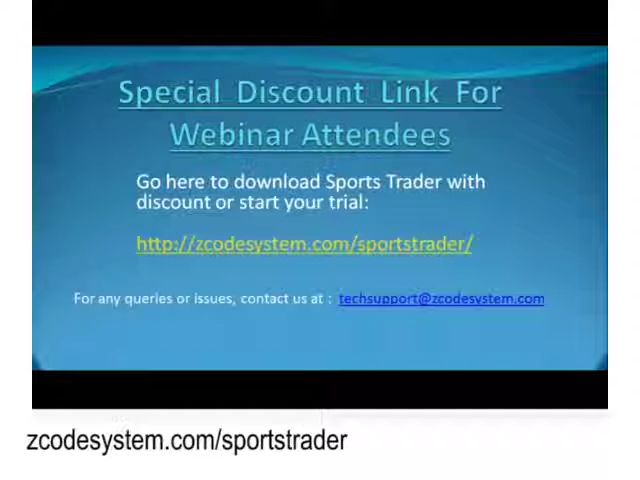 Special Discount Link For
Webinar Attendees
Go here to download Sports Trader with
discount or start your trial:
http://zcodesystem.com/sportstrader/
For any queries or issues, contact us at : techsupport@zcodesystem.com
zcodesystem.com/sportstrader